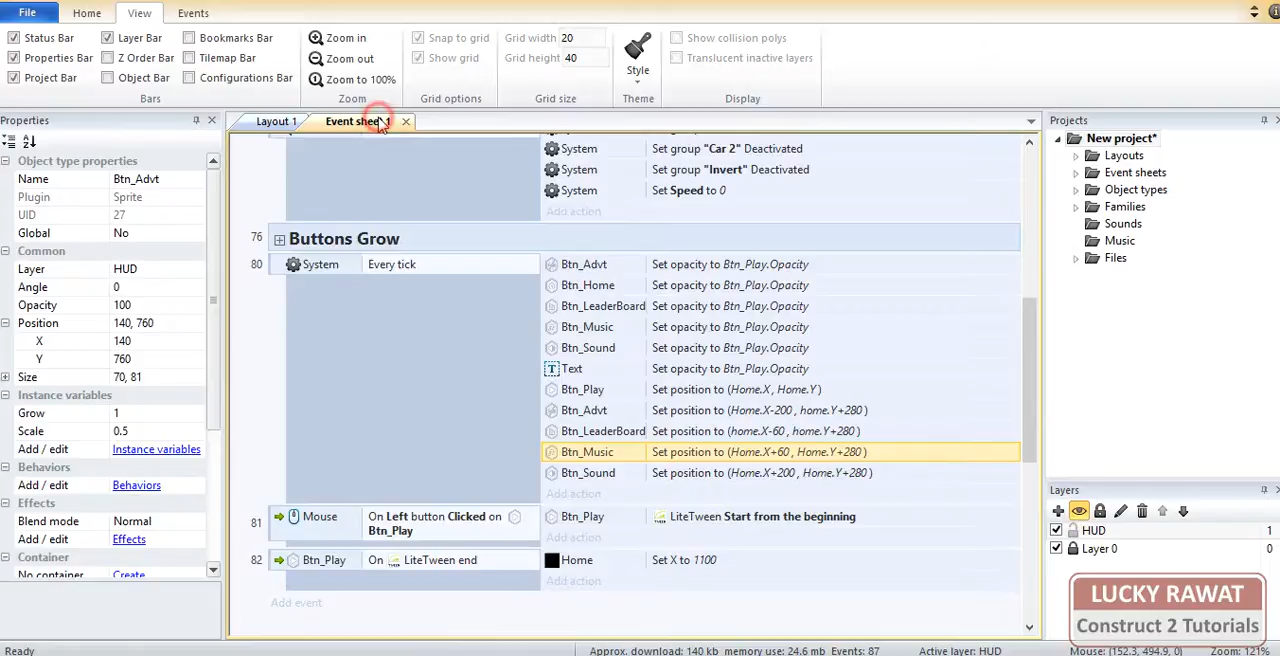 File Home View Events
Status Bar Layer Bar Bookmarks Bar Zoom in Snap to grid Grid width 20 Show collision polys
Properties Bar Z Order Bar Tilemap Bar Zoom out Show grid Grid height 40 Translucent inactive layers
Project Bar Object Bar Configurations Bar Zoom to 100% Style
Bars Zoom Grid options Grid size Theme Display
Properties Layout 1 Event sheet 1 Projects
Object type properties
Name Btn_Advt
Plugin Sprite
UID 27
Global No
Common
Layer HUD
Angle 0
Opacity 100
Position 140, 760
X 140
Y 760
Size 70, 81
Instance variables
Grow 1
Scale 0.5
Add / edit Instance variables
Behaviors
Add / edit Behaviors
Effects
Blend mode Normal
Add / edit Effects
Container
No container Create
System Set group "Car 2" Deactivated
System Set group "Invert" Deactivated
System Set Speed to 0
Add action
76 Buttons Grow
80 System Every tick Btn_Advt Set opacity to Btn_Play.Opacity
Btn_Home Set opacity to Btn_Play.Opacity
Btn_LeaderBoard Set opacity to Btn_Play.Opacity
Btn_Music Set opacity to Btn_Play.Opacity
Btn_Sound Set opacity to Btn_Play.Opacity
T Text Set opacity to Btn_Play.Opacity
Btn_Play Set position to (Home.X , Home.Y )
Btn_Advt Set position to (Home.X-200 , home.Y+280 )
Btn_LeaderBoard Set position to (Home.X-60 , home.Y+280 )
Btn_Music Set position to (Home.X+60 , Home.Y+280 )
Btn_Sound Set position to (Home.X+200 , Home.Y+280 )
Add action
81 Mouse On Left button Clicked on Btn_Play LiteTween Start from the beginning
Btn_Play
Add action
82 Btn_Play On LiteTween end Home Set X to 1100
Add action
Add event
New project*
Layouts
Event sheets
Object types
Families
Sounds
Music
Files
Layers
HUD 1
Layer 0
LUCKY RAWAT
Construct 2 Tutorials
Ready Approx. download: 140 kb memory use: 24.6 mb Events: 87 Active layer: HUD Mouse: (152.3, 494.9, 0) Zoom: 121%